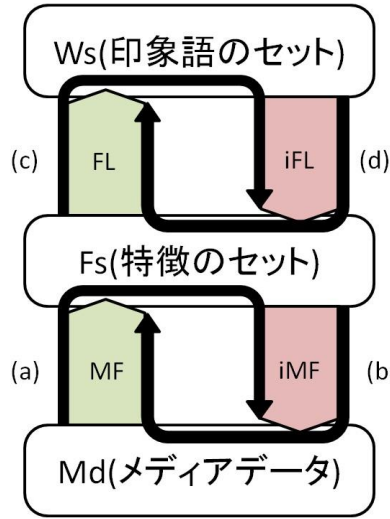 Ws(印象語のセット)
(c) FL iFL (d)
Fs(特徴のセット)
(a) MF iMF (b)
Md(メディアデータ)